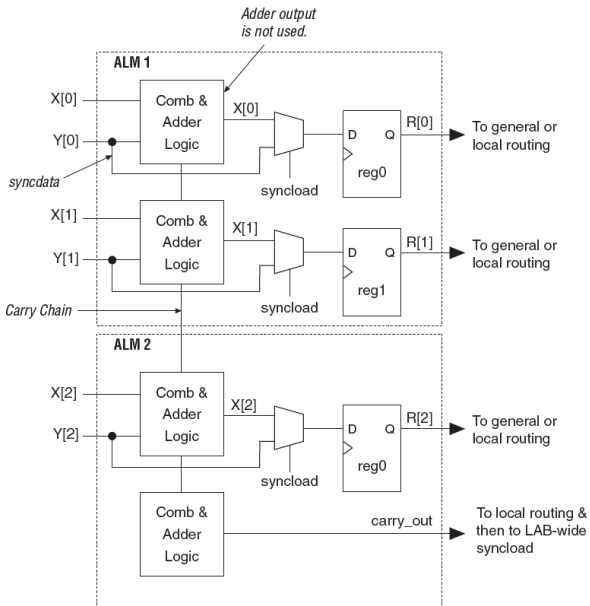 Adder output
is not used.
ALM 1
X[0]
Comb &
Adder
Logic
X[0]
Y[0]
D
Q
R[0]
To general or
local routing
reg0
syncdata
syncload
X[1]
Comb &
Adder
Logic
X[1]
Y[1]
D
Q
R[1]
To general or
local routing
reg1
syncload
Carry Chain
ALM 2
X[2]
Comb &
Adder
Logic
X[2]
Y[2]
D
Q
R[2]
To general or
local routing
reg0
syncload
Comb &
Adder
Logic
carry_out
To local routing &
then to LAB-wide
syncload